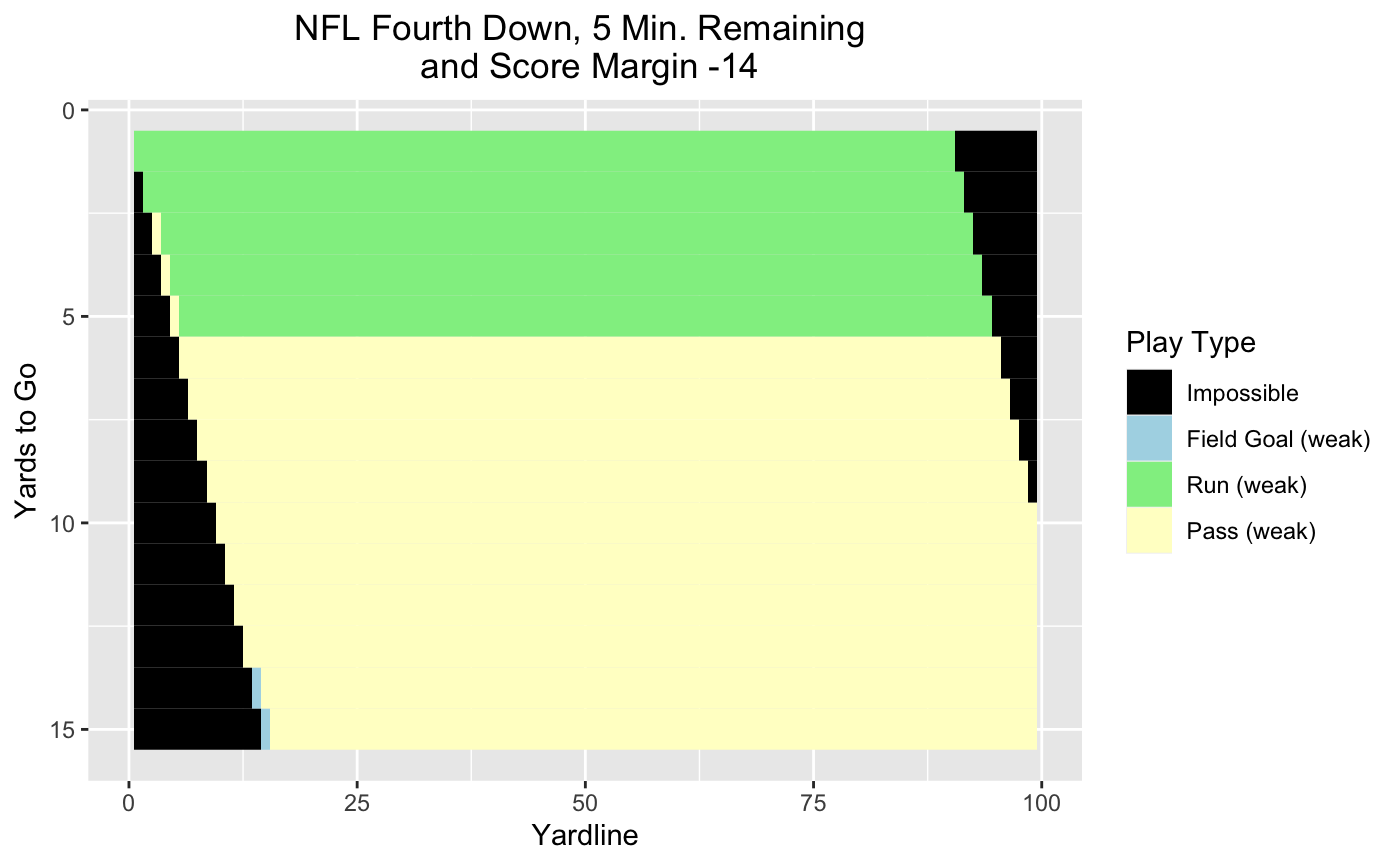 NFL Fourth Down, 5 Min. Remaining
and Score Margin -14
0
5
10
15
Yards to Go
0 25 50 75 100
Yardline
Play Type
Impossible
Field Goal (weak)
Run (weak)
Pass (weak)